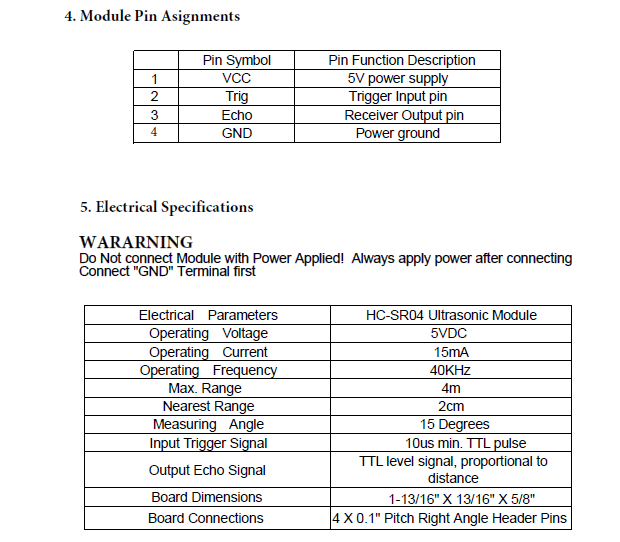 4. Module Pin Asignments
Pin Symbol Pin Function Description
1 VCC 5V power supply
2 Trig Trigger Input pin
3 Echo Receiver Output pin
4 GND Power ground
5. Electrical Specifications
WARARNING
Do Not connect Module with Power Applied! Always apply power after connecting
Connect "GND" Terminal first
Electrical Parameters HC-SR04 Ultrasonic Module
Operating Voltage 5VDC
Operating Current 15mA
Operating Frequency 40KHz
Max. Range 4m
Nearest Range 2cm
Measuring Angle 15 Degrees
Input Trigger Signal 10us min. TTL pulse
Output Echo Signal TTL level signal, proportional to
distance
Board Dimensions 1-13/16" X 13/16" X 5/8"
Board Connections 4 X 0.1" Pitch Right Angle Header Pins